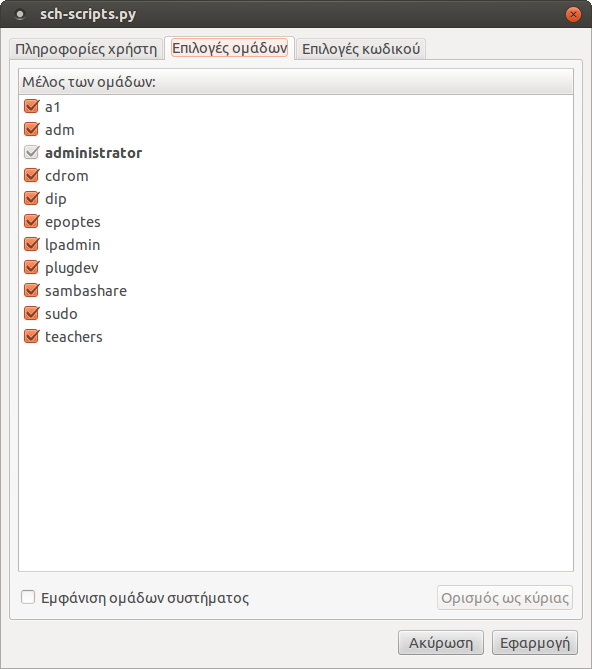 sch-scripts.py
Πληροφορίες χρήστη Επιλογές ομάδων Επιλογές κωδικού
Μέλος των ομάδων:
a1
adm
administrator
cdrom
dip
epoptes
lpadmin
plugdev
sambashare
sudo
teachers
Εμφάνιση ομάδων συστήματος Ορισμός ως κύριας
Ακύρωση Εφαρμογή